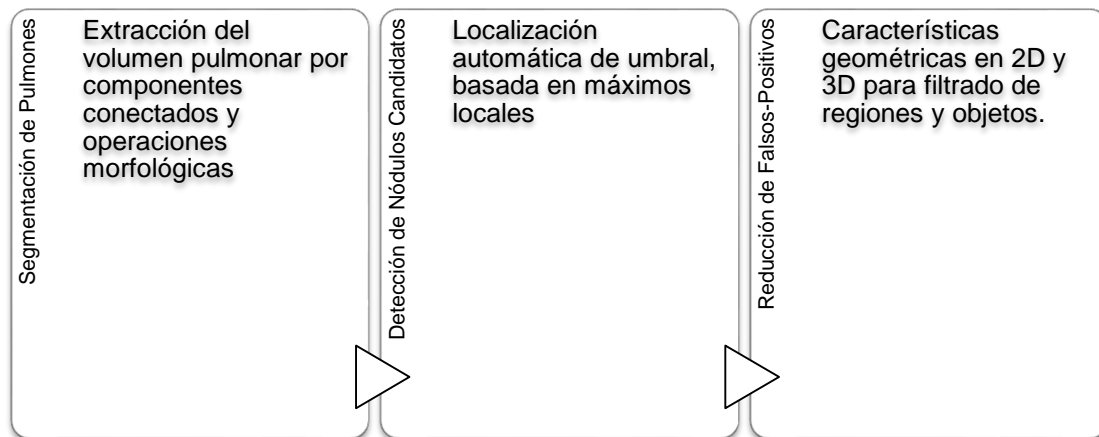 Segmentación de Pulmones
Extracción del
volumen pulmonar por
componentes
conectados y
operaciones
morfológicas
Detección de Nódulos Candidatos
Localización
automática de umbral,
basada en máximos
locales
Reducción de Falsos-Positivos
Características
geométricas en 2D y
3D para filtrado de
regiones y objetos.